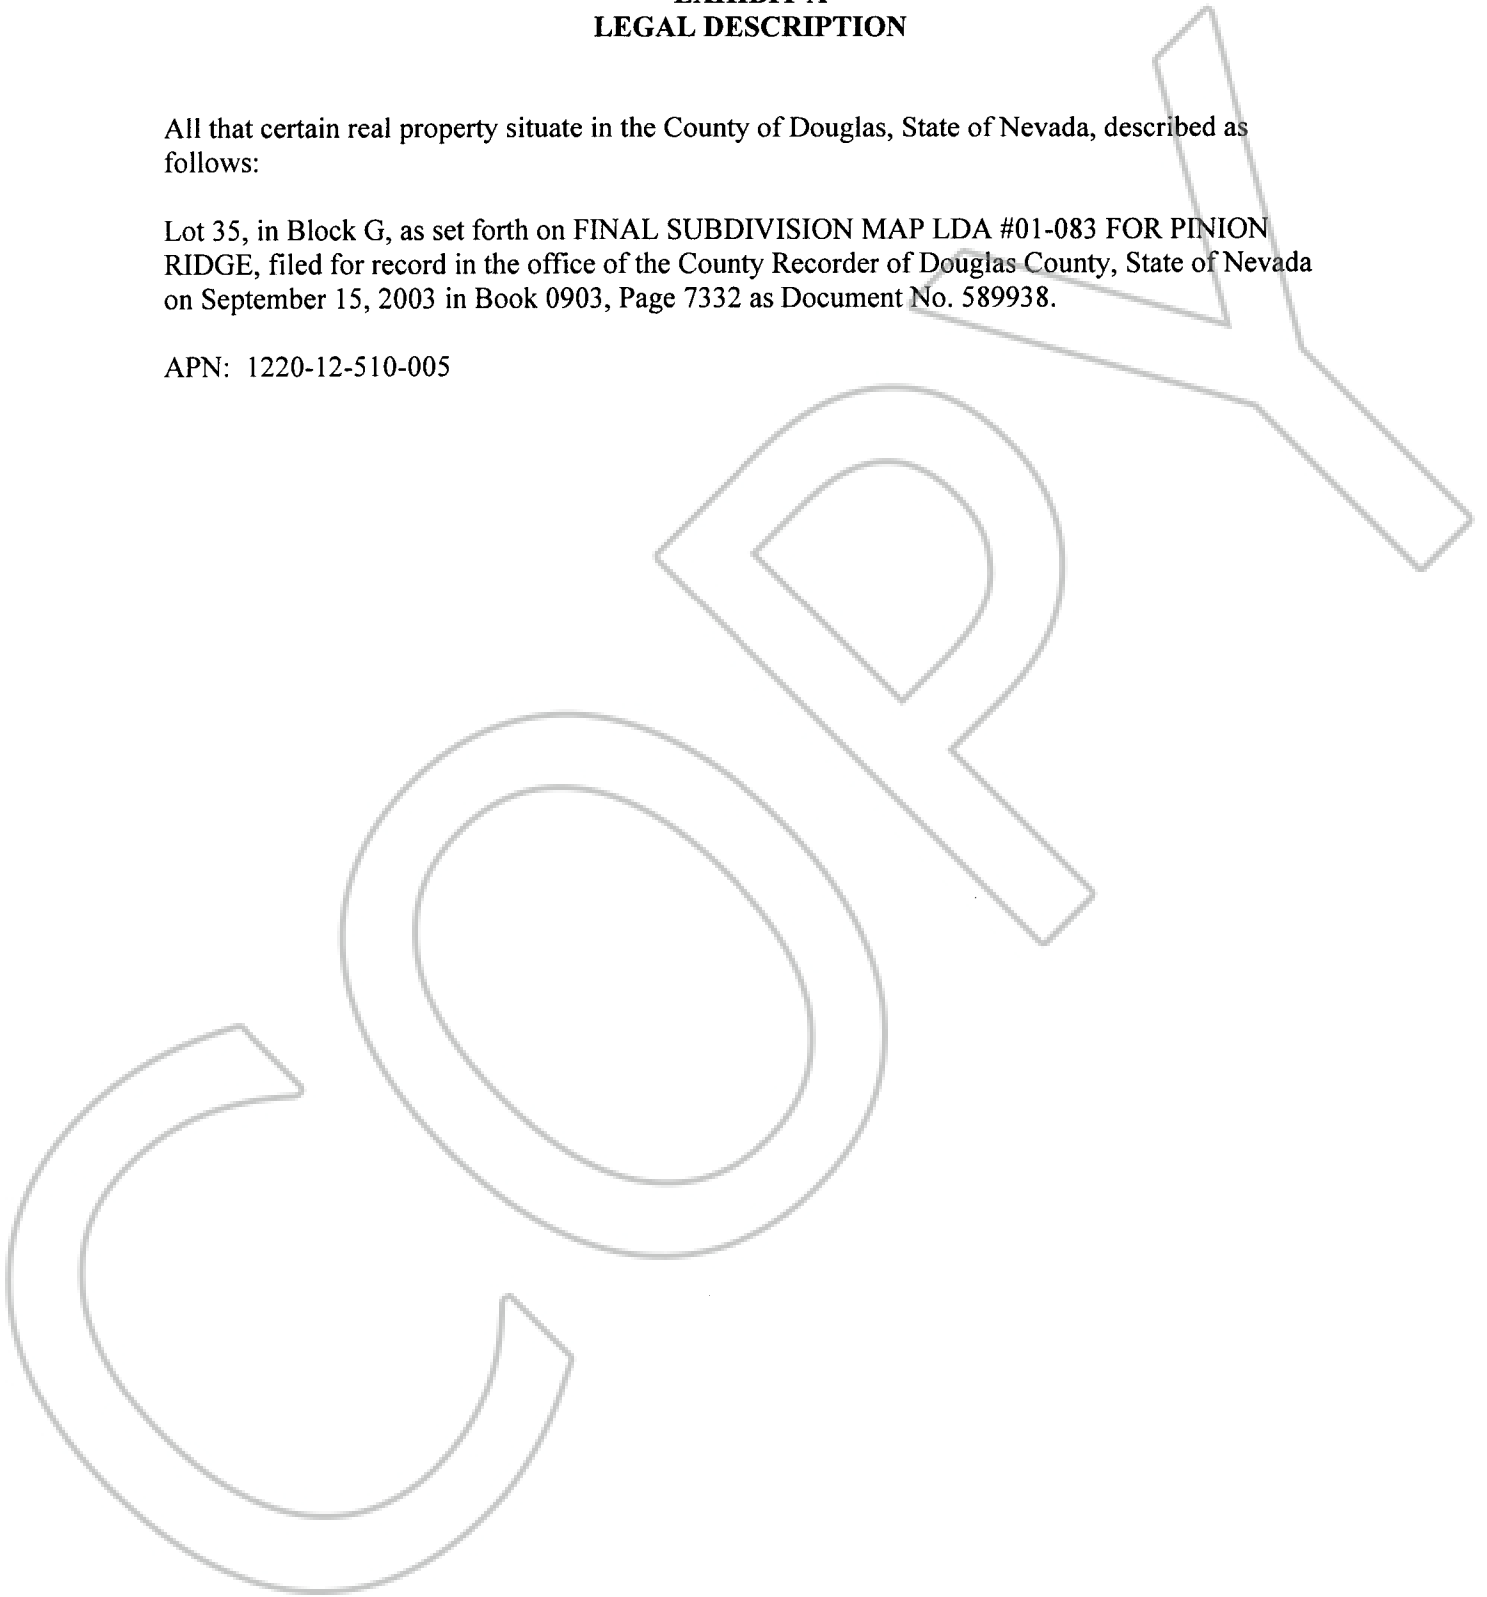 EXHIBIT A
LEGAL DESCRIPTION
All that certain real property situate in the County of Douglas, State of Nevada, described as
follows:
Lot 35, in Block G, as set forth on FINAL SUBDIVISION MAP LDA #01-083 FOR PINION
RIDGE, filed for record in the office of the County Recorder of Douglas County, State of Nevada
on September 15, 2003 in Book 0903, Page 7332 as Document No. 589938.
APN: 1220-12-510-005
COPY